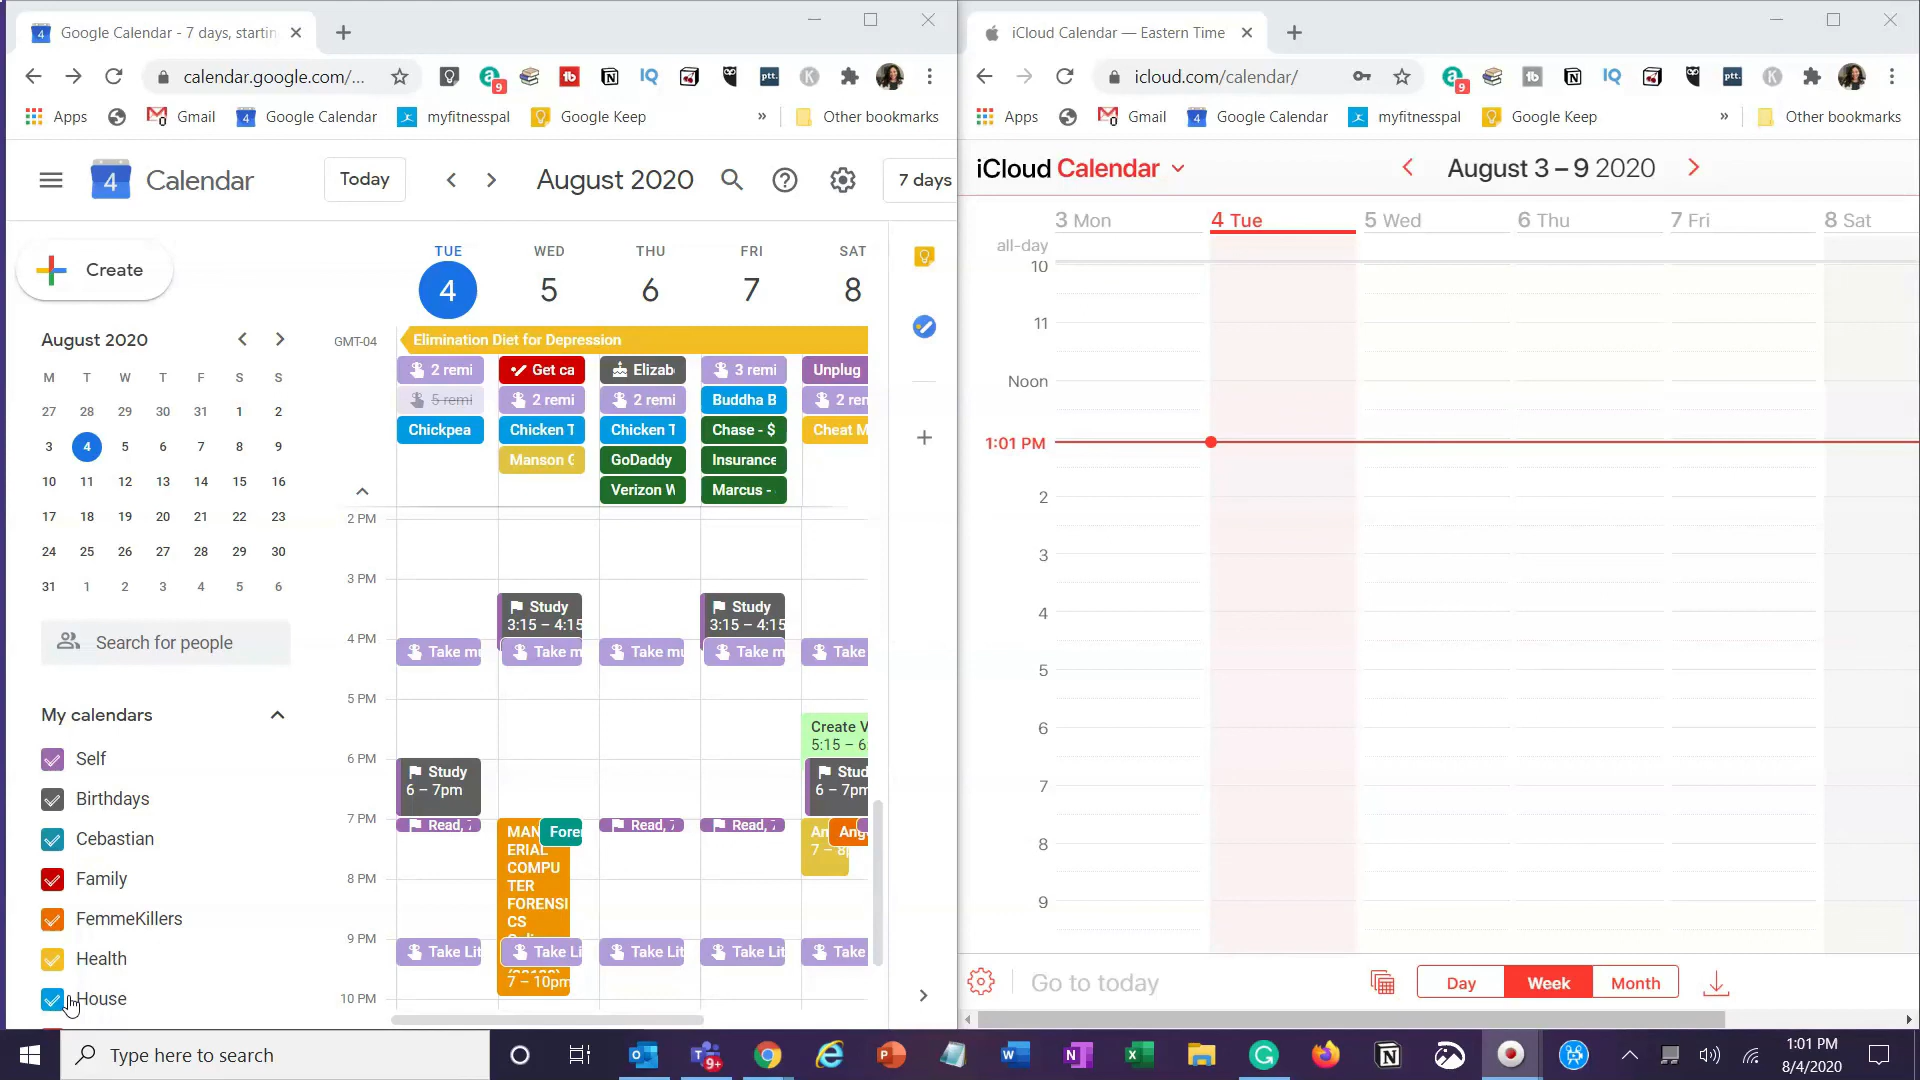 Google Calendar - 7 days, startin
calendar.google.com/...
9
Apps
Gmail
Google Calendar
myfitnesspal
Google Keep
»
Other bookmarks
4
Calendar
Today
August 2020
7 days
Create
August 2020
M T W T F S S
27 28 29 30 31 1 2
3 4 5 6 7 8 9
10 11 12 13 14 15 16
17 18 19 20 21 22 23
24 25 26 27 28 29 30
31 1 2 3 4 5 6
Search for people
My calendars
Self
Birthdays
Cebastian
Family
FemmeKillers
Health
House
TUE WED THU FRI SAT
4 5 6 7 8
GMT-04
Elimination Diet for Depression
2 remi Get ca Elizab 3 remi Unplug
5 remi 2 remi 2 remi Buddha B 2 rem
Chickpea Chicken T Chicken T Chase - $ Cheat M
Manson GoDaddy Insurance
Verizon W Marcus -
2 PM
3 PM
Study Study
3:15 – 4:15 3:15 – 4:15
4 PM
Take mu Take m Take mu Take m Take
5 PM
Create V
5:15 – 6
6 PM
Study Stud
6 – 7pm 6 – 7pm
7 PM
Read, 7 Read, 7 Read, 7
MAN
ERIAL
COMPU
TER
FORENSI
CS
Fore
An Ang
7 – 8p
8 PM
9 PM
Take Lit Take Li Take Lit Take Lit Take
7 – 10pm
10 PM
iCloud Calendar — Eastern Time
icloud.com/calendar/
9
Apps
Gmail
Google Calendar
myfitnesspal
Google Keep
»
Other bookmarks
iCloud Calendar
August 3 – 9 2020
3 Mon 4 Tue 5 Wed 6 Thu 7 Fri 8 Sat
all-day
10
11
Noon
1:01 PM
2
3
4
5
6
7
8
9
Go to today
Day Week Month
Type here to search
9+
1:01 PM
8/4/2020